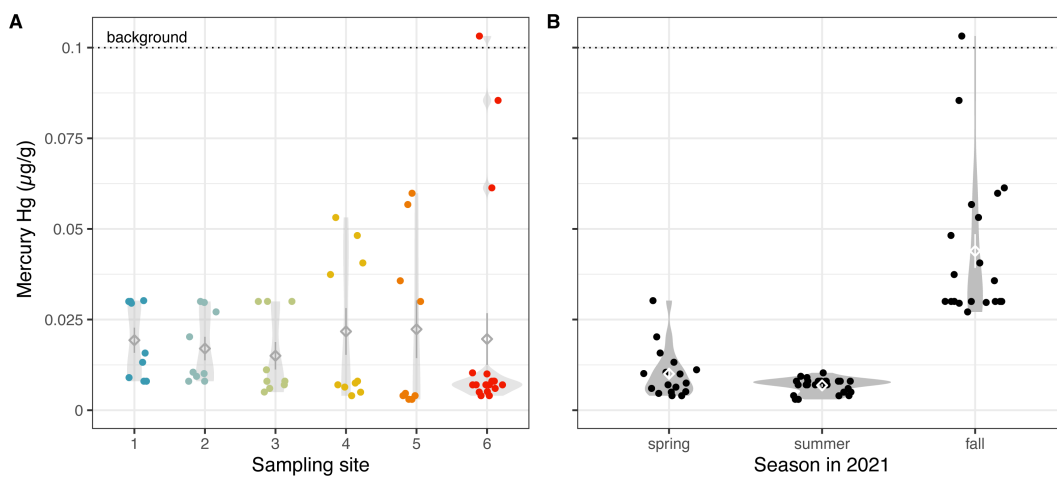 A
B
background
0.1
0.075
0.05
0.025
0
Mercury Hg (µg/g)
1 2 3 4 5 6
Sampling site
spring summer fall
Season in 2021